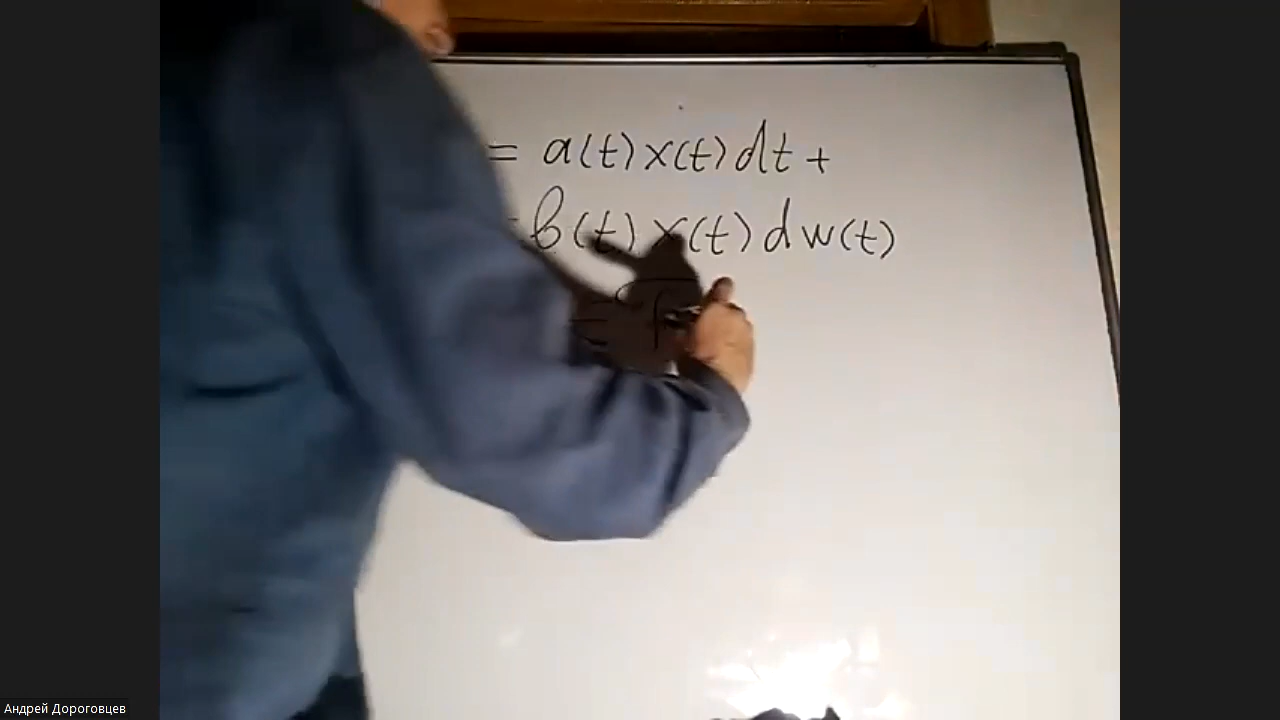 = a(t)x(t)dt +
b(t)x(t)dw(t)
Андрей Дороговцев